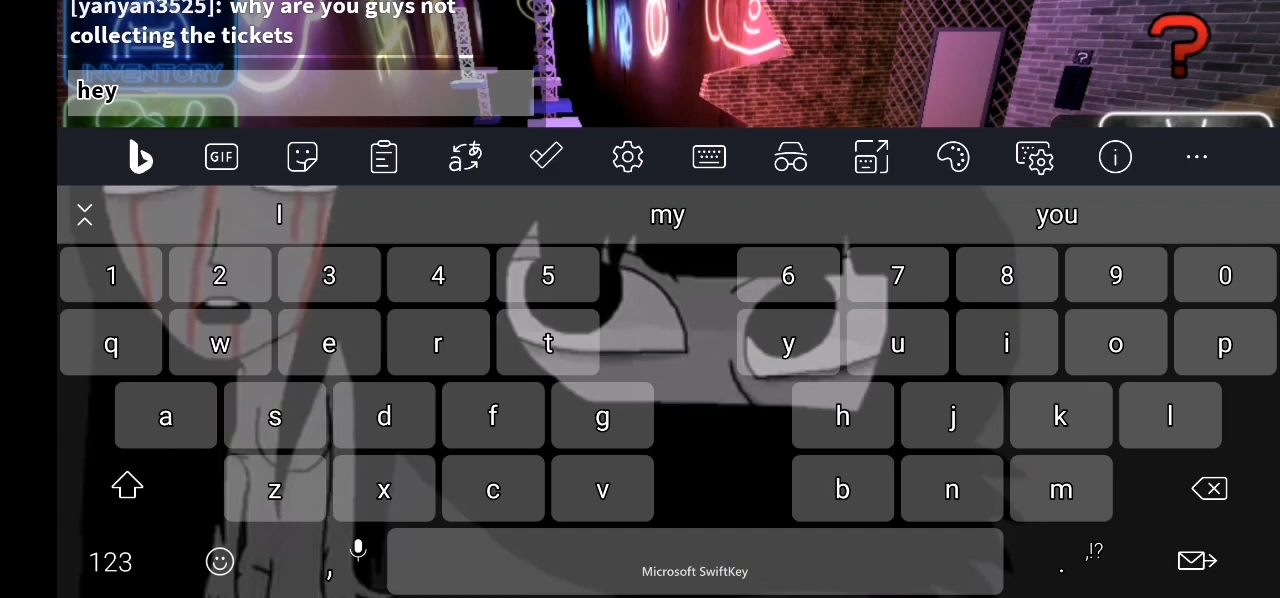 [yanyan3525]: why are you guys not
collecting the tickets
INVENTORY
hey
?
?
GIF
I my you
1 2 3 4 5 6 7 8 9 0
q w e r t y u i o p
a s d f g h j k l
z x c v b n m
123 , Microsoft SwiftKey . ,!?